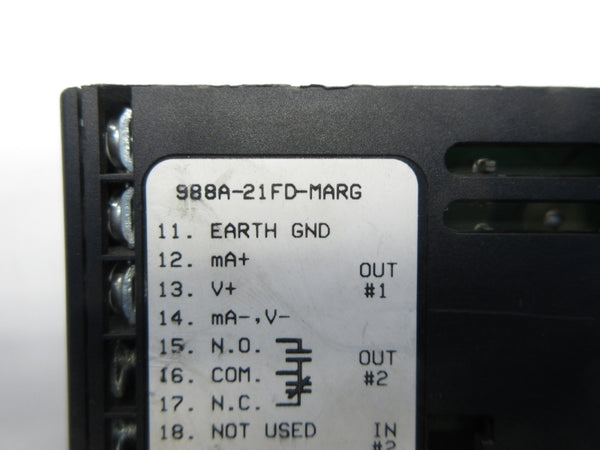 988A-21FD-MARG
11. EARTH GND
12. mA+
13. V+
OUT
#1
14. mA-,V-
15. N.O.
16. COM.
OUT
#2
17. N.C.
18. NOT USED IN
#2